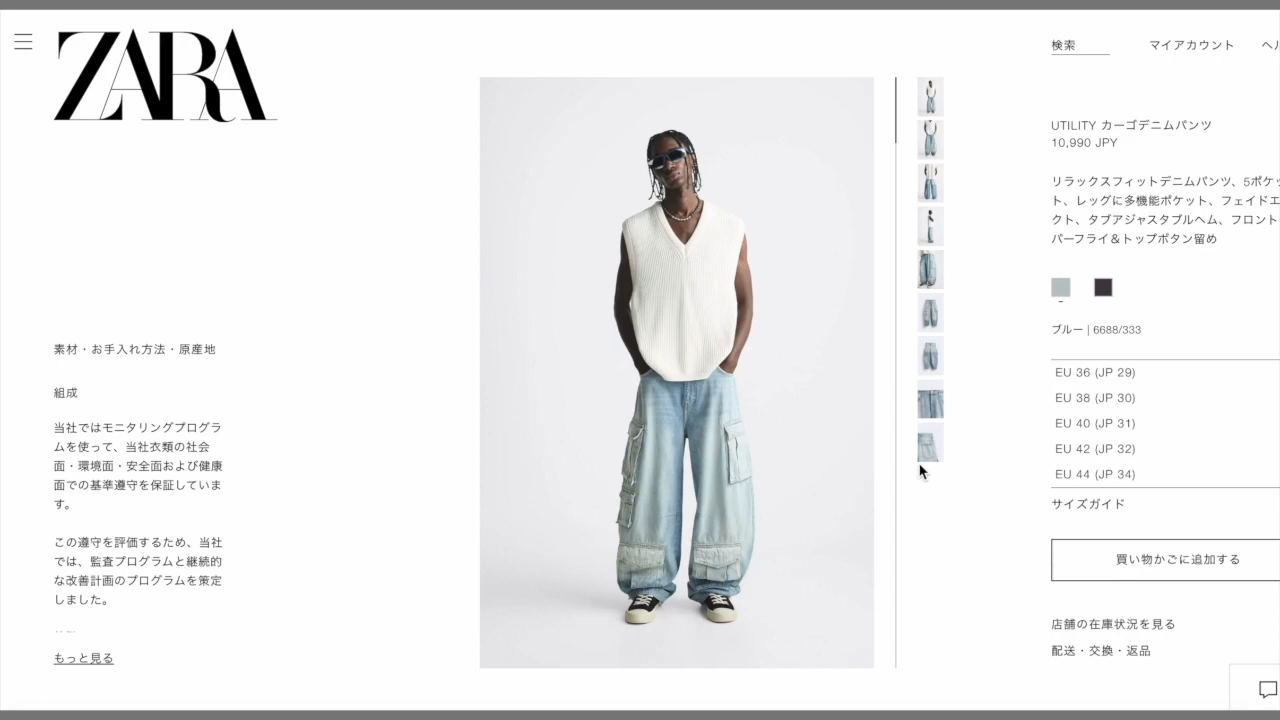 ZARA
検索
マイアカウント
UTILITY カーゴデニムパンツ
10,990 JPY
リラックスフィットデニムパンツ、5ポケッ
ト、レッグに多機能ポケット、フェイドエ
クト、タブアジャスタブルヘム、フロント
パーフライ＆トップボタン留め
ブルー | 6688/333
EU 36 (JP 29)
EU 38 (JP 30)
EU 40 (JP 31)
EU 42 (JP 32)
EU 44 (JP 34)
サイズガイド
買い物かごに追加する
店舗の在庫状況を見る
配送・交換・返品
素材・お手入れ方法・原産地
組成
当社ではモニタリングプログラ
ムを使って、当社衣類の社会
面・環境面・安全面および健康
面での基準遵守を保証していま
す。
この遵守を評価するため、当社
では、監査プログラムと継続的
な改善計画のプログラムを策定
しました。
もっと見る